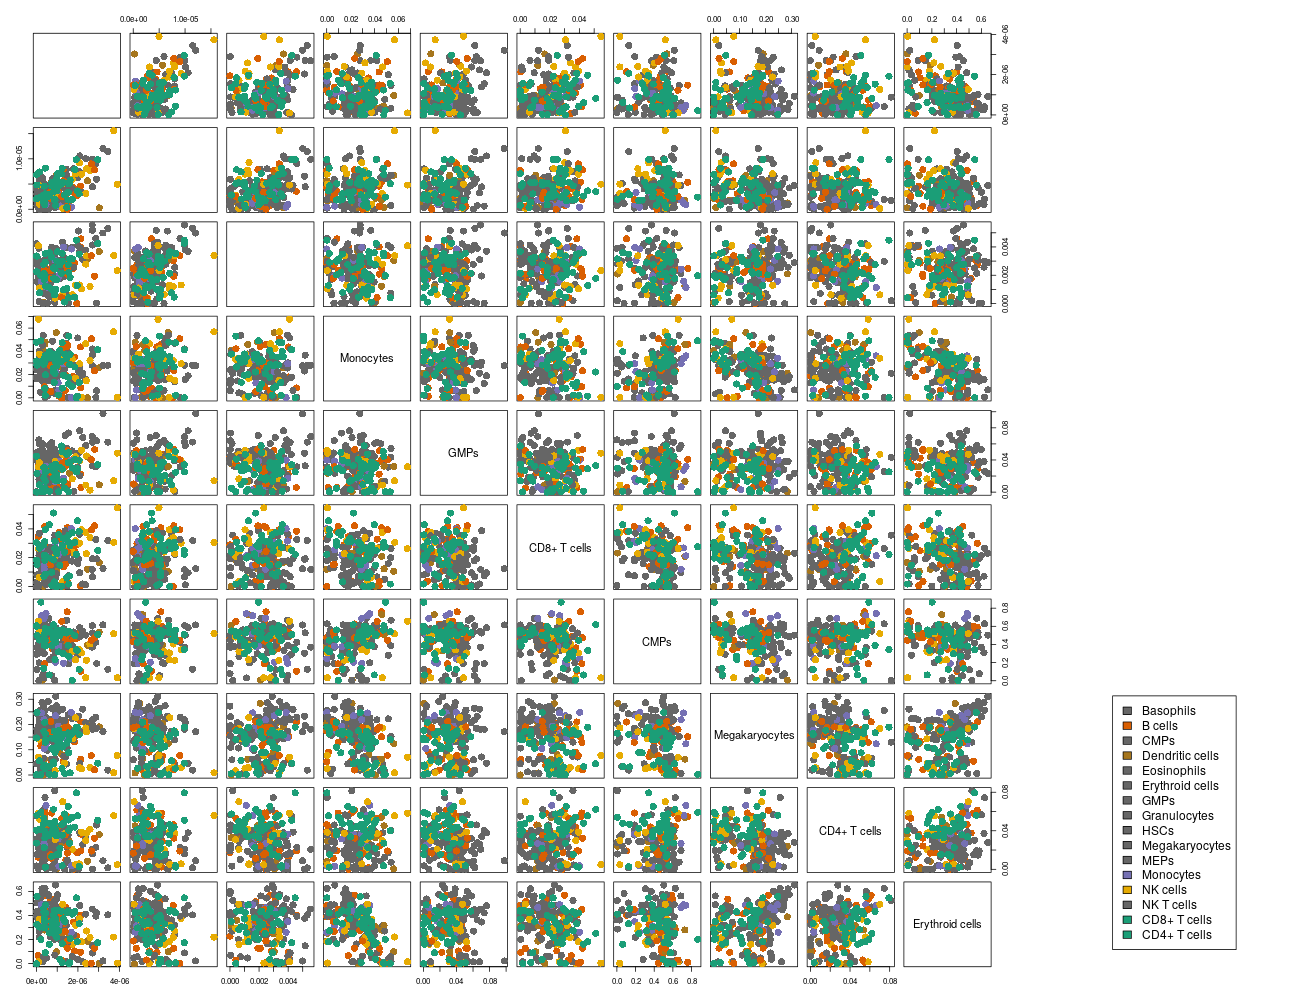 0.0e+00 1.0e-05 0.00 0.02 0.04 0.06 0.00 0.02 0.04 0.00 0.10 0.20 0.30 0.0 0.2 0.4 0.6
0e+00 2e-06 4e-06
0.0e+00 1.0e-05
0.000 0.002 0.004
Monocytes
0.00 0.02 0.04 0.06
GMPs
0.00 0.04 0.08
CD8+ T cells
0.00 0.02 0.04
CMPs
0.0 0.2 0.4 0.6 0.8
Megakaryocytes
0.00 0.10 0.20 0.30
CD4+ T cells
0.00 0.04 0.08
Erythroid cells
0.0 0.2 0.4 0.6
0e+00 2e-06 4e-06 0.000 0.002 0.004 0.00 0.04 0.08 0.0 0.2 0.4 0.6 0.8 0.00 0.04 0.08
Basophils
B cells
CMPs
Dendritic cells
Eosinophils
Erythroid cells
GMPs
Granulocytes
HSCs
Megakaryocytes
MEPs
Monocytes
NK cells
NK T cells
CD8+ T cells
CD4+ T cells